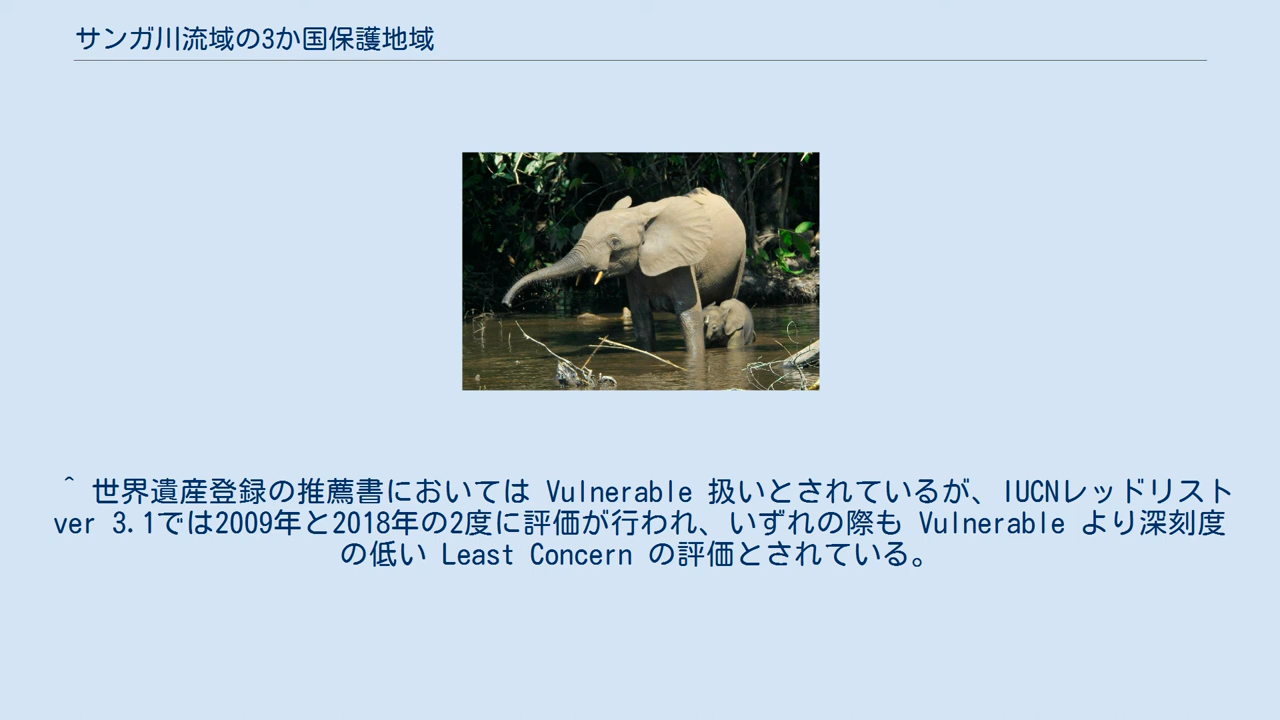 サンガ川流域の3か国保護地域
^ 世界遺産登録の推薦書においては Vulnerable 扱いとされているが、IUCNレッドリスト
ver 3.1では2009年と2018年の2度に評価が行われ、いずれの際も Vulnerable より深刻度
の低い Least Concern の評価とされている。